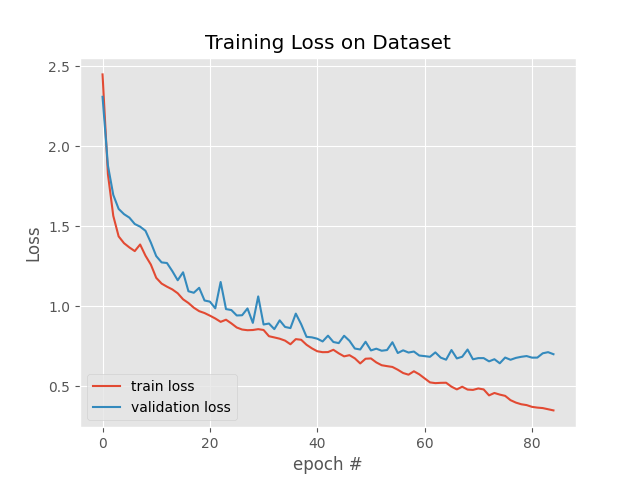 Training Loss on Dataset
2.5
2.0
1.5
1.0
0.5
Loss
train loss
validation loss
0 20 40 60 80
epoch #